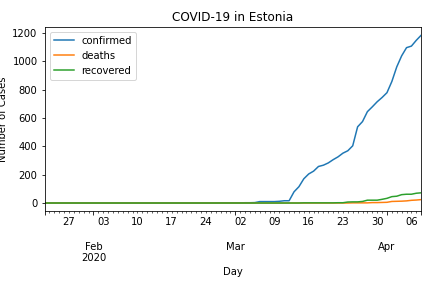 COVID-19 in Estonia
1200
1000
800
600
400
200
0
Number of Cases
confirmed
deaths
recovered
27 03 10 17 24 02 09 16 23 30 06
Feb Mar Apr
2020
Day